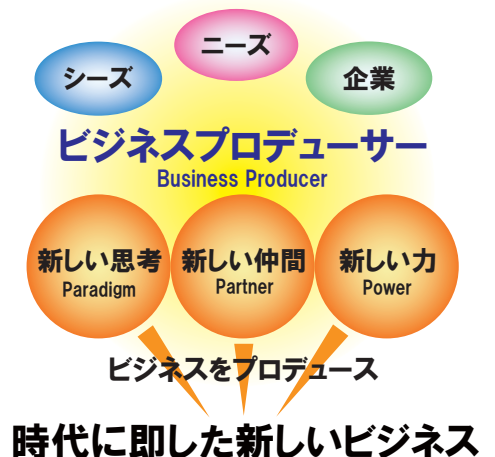 ニーズ
シーズ
企業
ビジネスプロデューサー
Business Producer
新しい思考
Paradigm
新しい仲間
Partner
新しい力
Power
ビジネスをプロデュース
時代に即した新しいビジネス